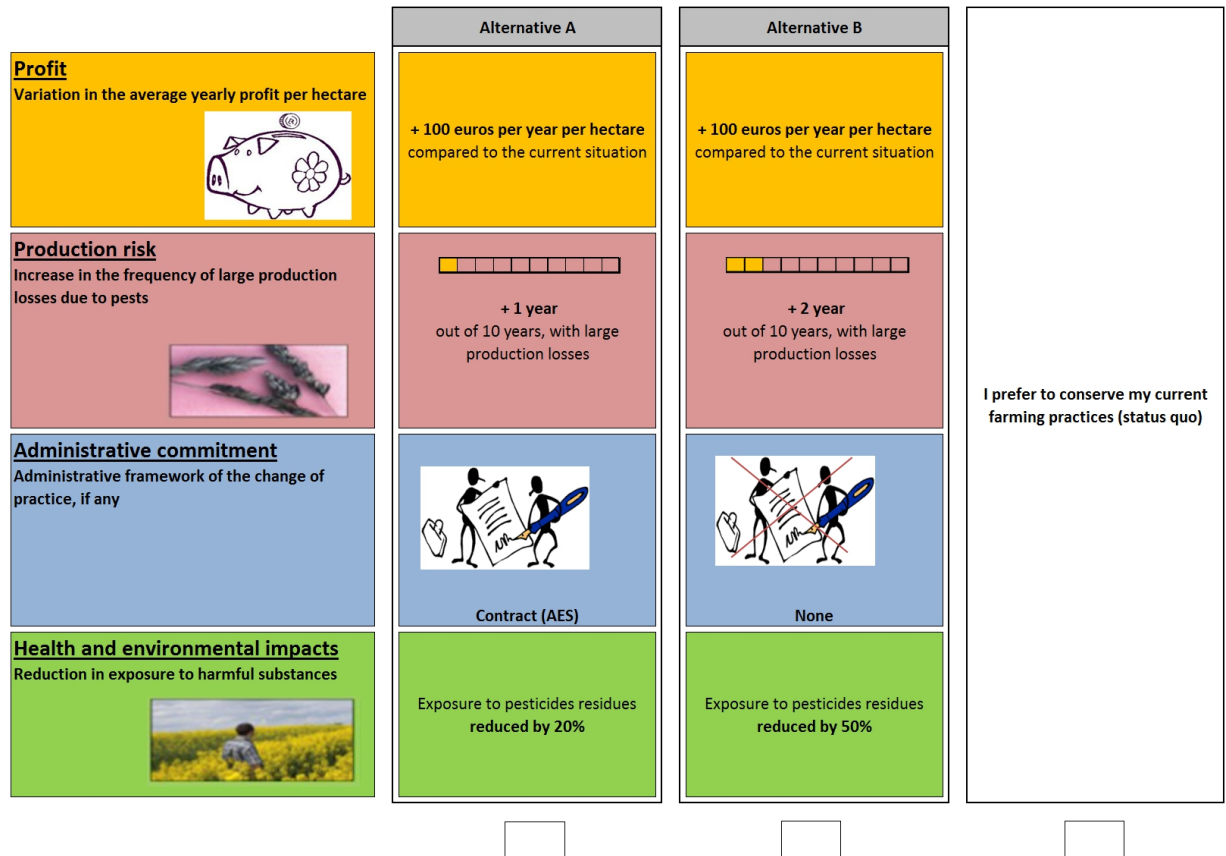 Alternative A
Alternative B
Profit
Variation in the average yearly profit per hectare
+ 100 euros per year per hectare
compared to the current situation
+ 100 euros per year per hectare
compared to the current situation
Production risk
Increase in the frequency of large production
losses due to pests
+ 1 year
out of 10 years, with large
production losses
+ 2 year
out of 10 years, with large
production losses
I prefer to conserve my current
farming practices (status quo)
Administrative commitment
Administrative framework of the change of
practice, if any
Contract (AES)
None
Health and environmental impacts
Reduction in exposure to harmful substances
Exposure to pesticides residues
reduced by 20%
Exposure to pesticides residues
reduced by 50%